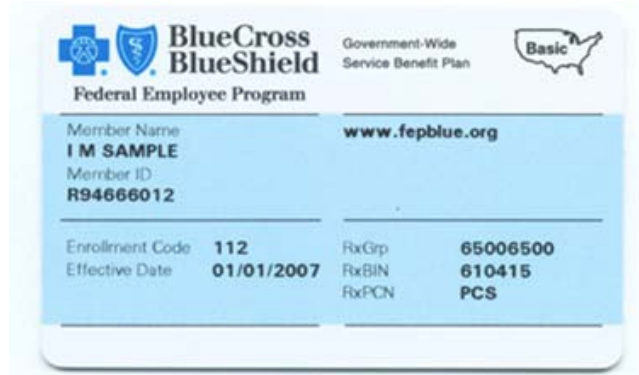 BlueCross
BlueShield
Federal Employee Program
Government-Wide
Service Benefit Plan
Basic
Member Name
I M SAMPLE
Member ID
R94666012
www.fepblue.org
Enrollment Code 112
Effective Date 01/01/2007
RxGrp 65006500
RxBIN 610415
RxPCN PCS